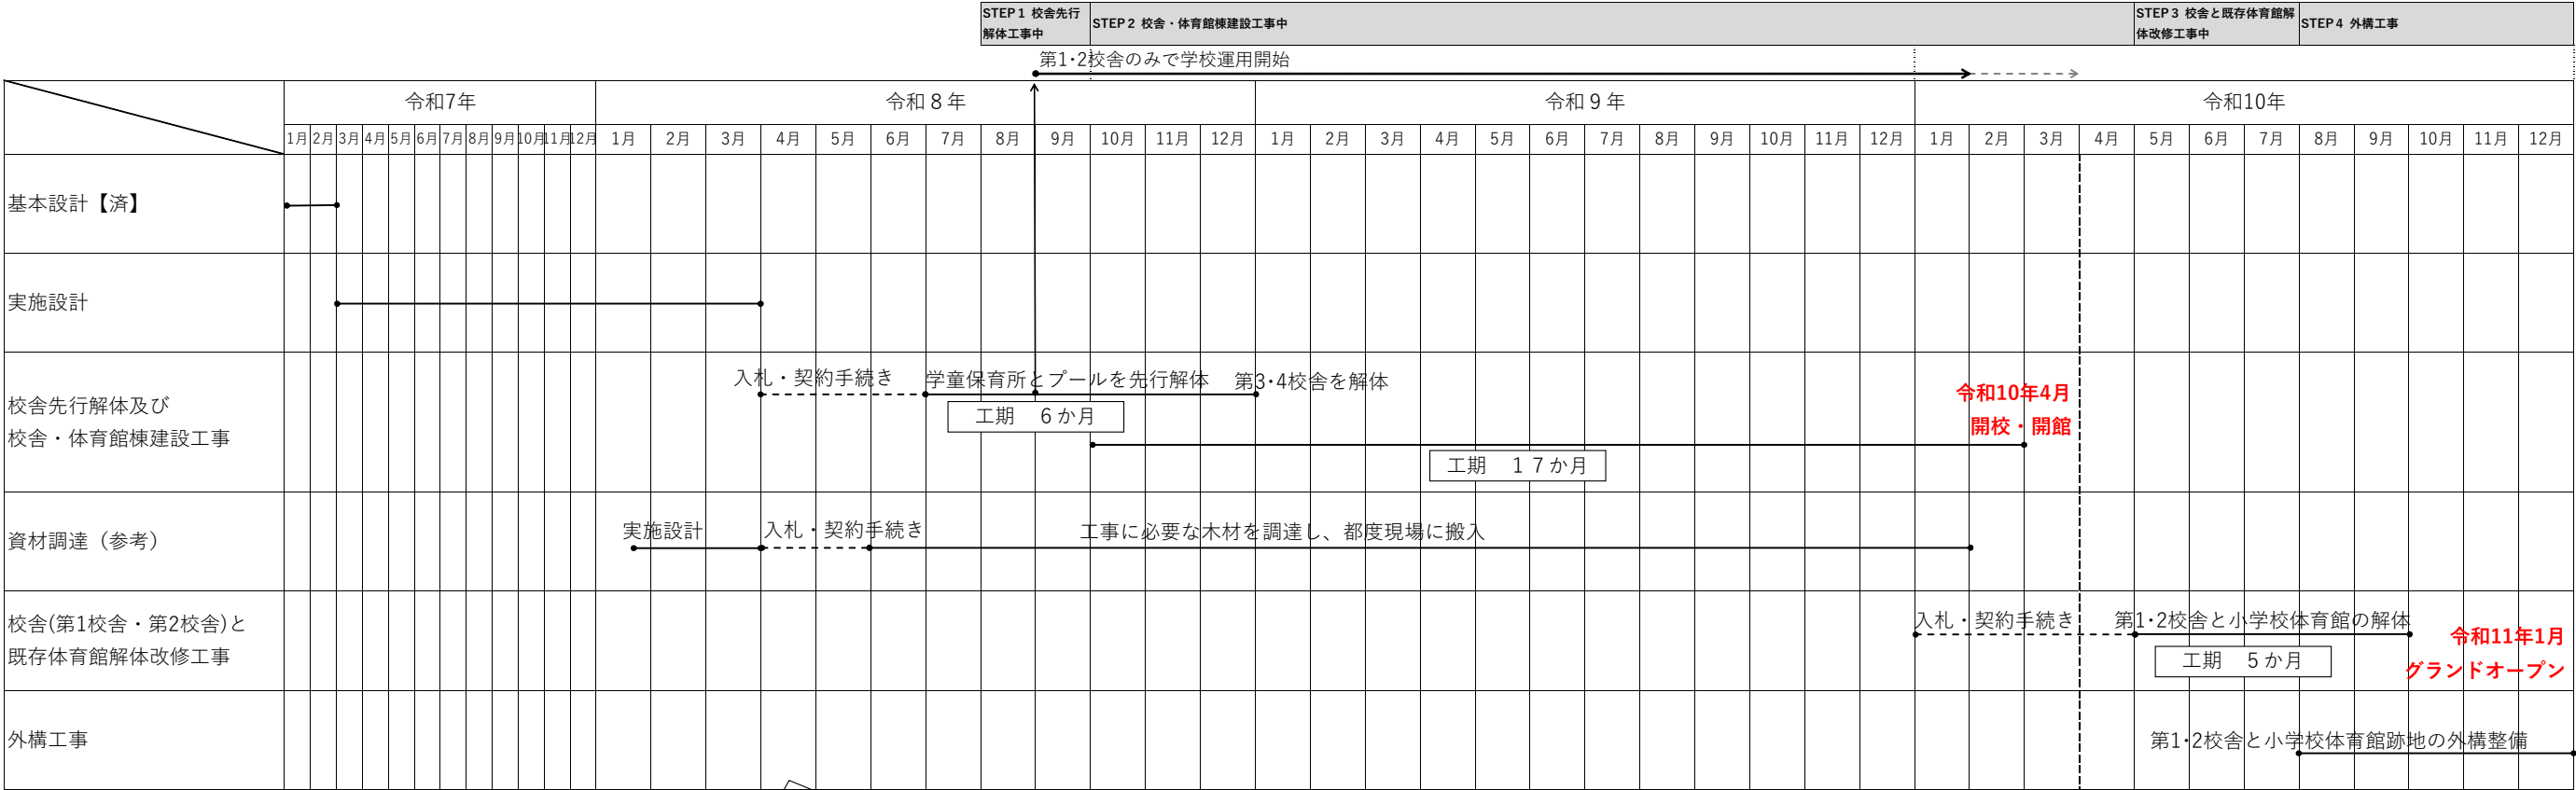 STEP１ 校舎先行
解体工事中
STEP２ 校舎・体育館棟建設工事中
STEP３ 校舎と既存体育館解
体改修工事中
STEP４ 外構工事
第1･2校舎のみで学校運用開始
令和7年
令和８年
令和９年
令和10年
1月 2月 3月 4月 5月 6月 7月 8月 9月 10月 11月 12月 1月 2月 3月 4月 5月 6月 7月 8月 9月 10月 11月 12月 1月 2月 3月 4月 5月 6月 7月 8月 9月 10月 11月 12月 1月 2月 3月 4月 5月 6月 7月 8月 9月 10月 11月 12月
基本設計【済】
実施設計
校舎先行解体及び
校舎・体育館棟建設工事
入札・契約手続き
学童保育所とプールを先行解体
第3･4校舎を解体
工期　６か月
工期　１７か月
令和10年4月
開校・開館
資材調達（参考）
実施設計
入札・契約手続き
工事に必要な木材を調達し、都度現場に搬入
校舎(第1校舎・第2校舎)と
既存体育館解体改修工事
入札・契約手続き
第1･2校舎と小学校体育館の解体
工期　５か月
令和11年1月
グランドオープン
外構工事
第1･2校舎と小学校体育館跡地の外構整備